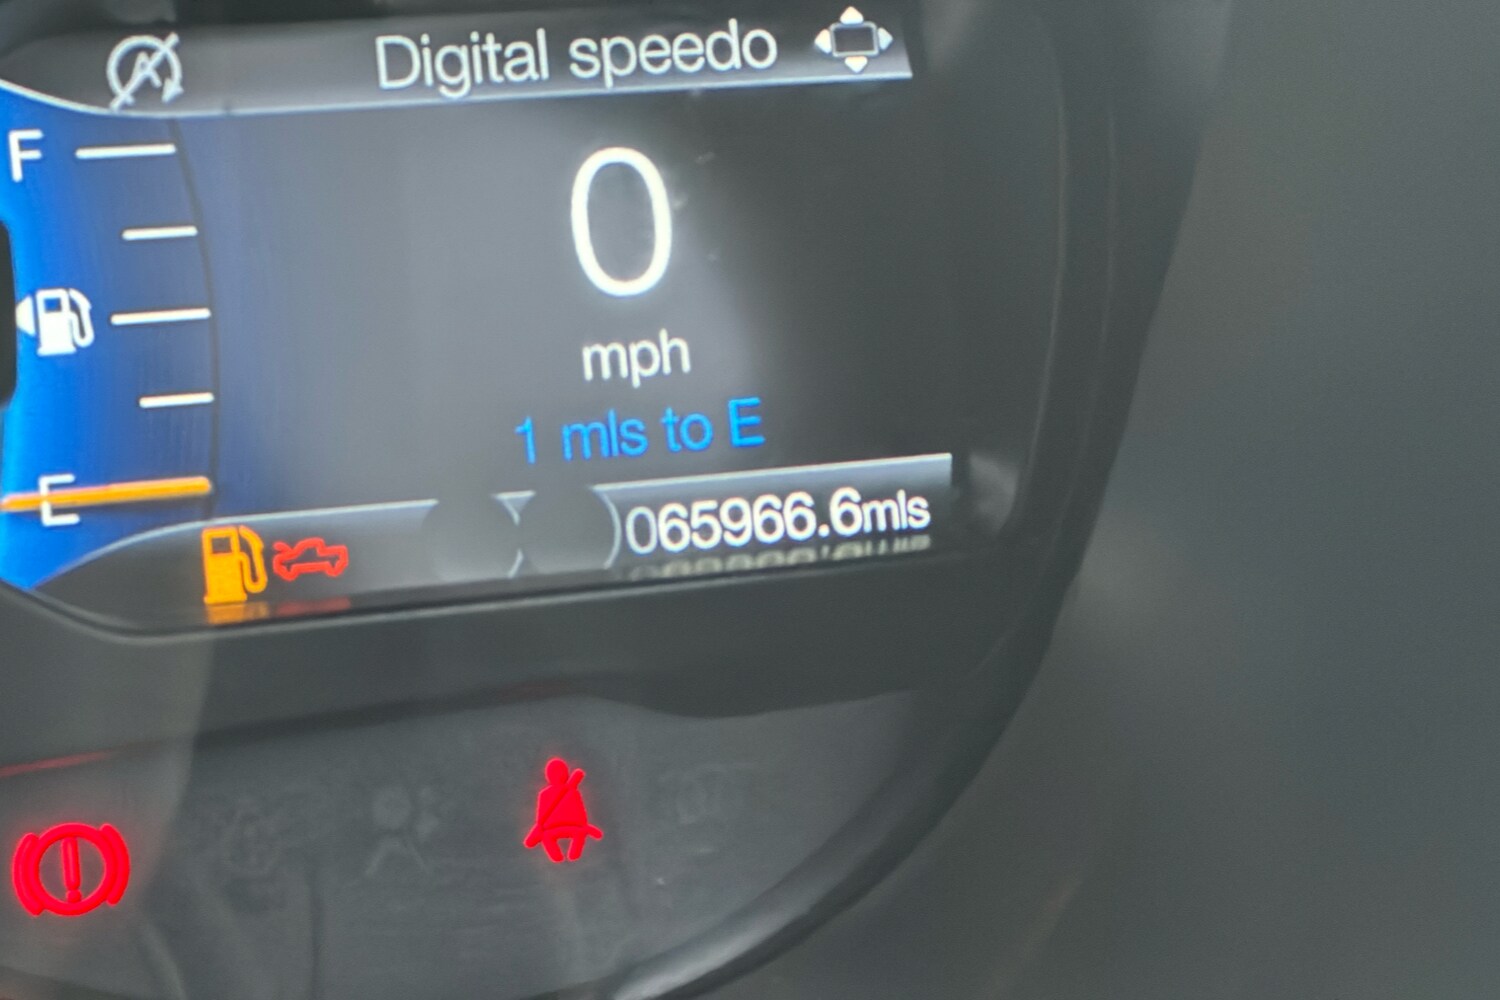 Digital speedo
F
0
mph
1 mls to E
E
065966.6mls